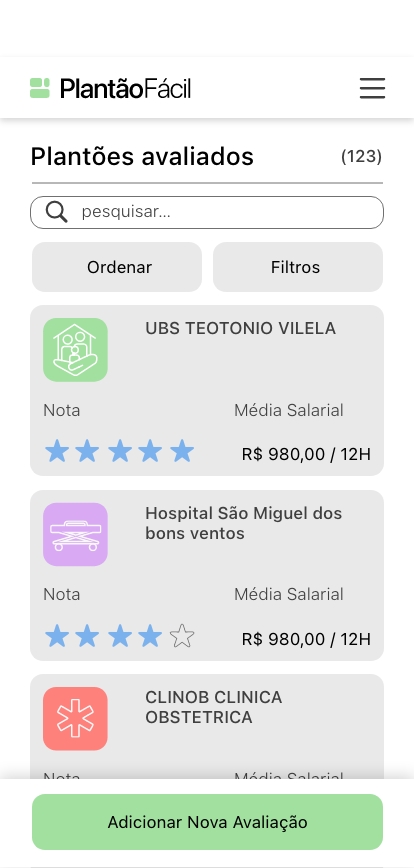 PlantãoFácil
Plantões avaliados (123)
pesquisar...
Ordenar Filtros
UBS TEOTONIO VILELA
Nota Média Salarial
R$ 980,00 / 12H
Hospital São Miguel dos
bons ventos
Nota Média Salarial
R$ 980,00 / 12H
CLINOB CLINICA
OBSTETRICA
Nota Média Salarial
Adicionar Nova Avaliação